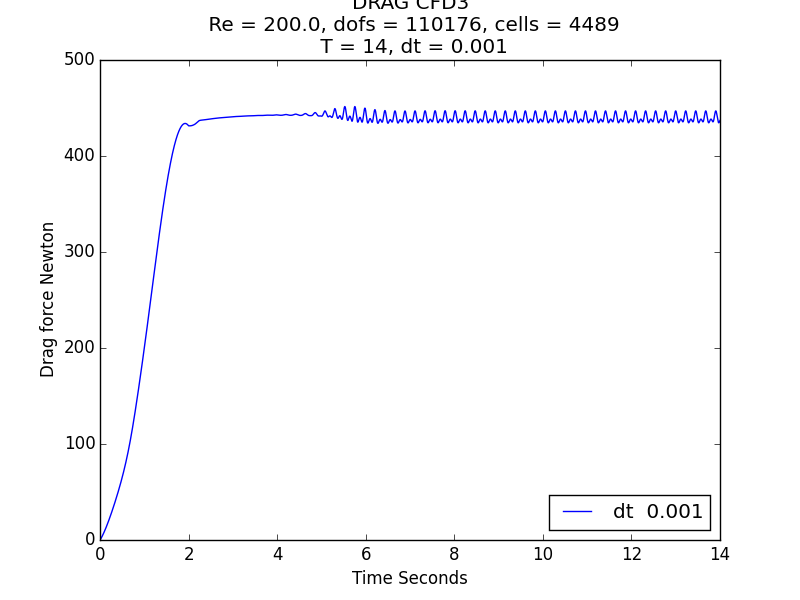 DRAG CFD3
Re = 200.0, dofs = 110176, cells = 4489
T = 14, dt = 0.001
500
400
300
200
100
0
Drag force Newton
dt 0.001
0 2 4 6 8 10 12 14
Time Seconds